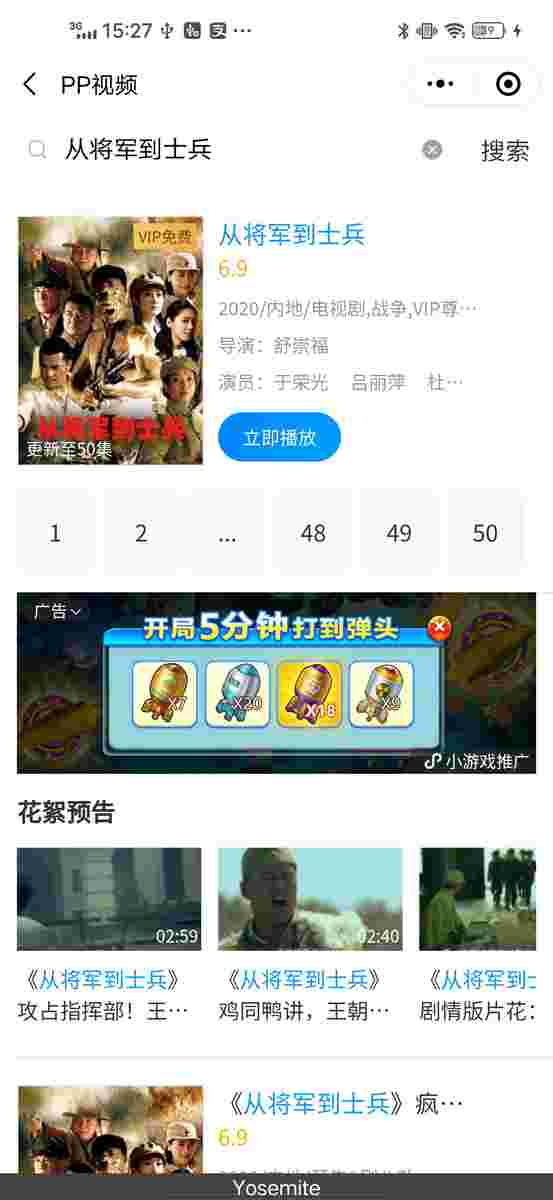 3G 15:27
PP视频
从将军到士兵 搜索
VIP免费
从将军到士兵
更新至50集
从将军到士兵
6.9
2020/内地/电视剧,战争,VIP尊…
导演：舒崇福
演员：于荣光 吕丽萍 杜…
立即播放
1 2 ... 48 49 50
广告
开局5分钟打到弹头
X7 X20 X18 X9
小游戏推广
花絮预告
02:59 02:40
《从将军到士兵》
攻占指挥部！王…
《从将军到士兵》
鸡同鸭讲，王朝…
《从将军到士
剧情版片花：
《从将军到士兵》疯…
6.9
Yosemite